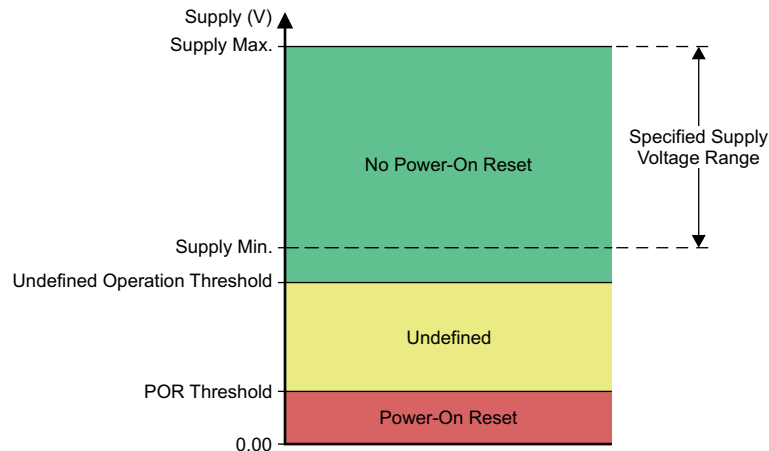 Supply (V)
Supply Max.
Specified Supply
Voltage Range
No Power-On Reset
Supply Min.
Undefined Operation Threshold
Undefined
POR Threshold
Power-On Reset
0.00